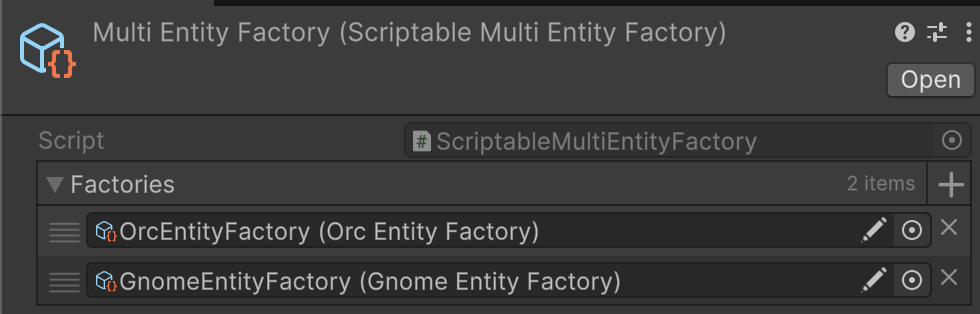 Multi Entity Factory (Scriptable Multi Entity Factory)
Open
Script
ScriptableMultiEntityFactory
Factories
2 items
OrcEntityFactory (Orc Entity Factory)
GnomeEntityFactory (Gnome Entity Factory)